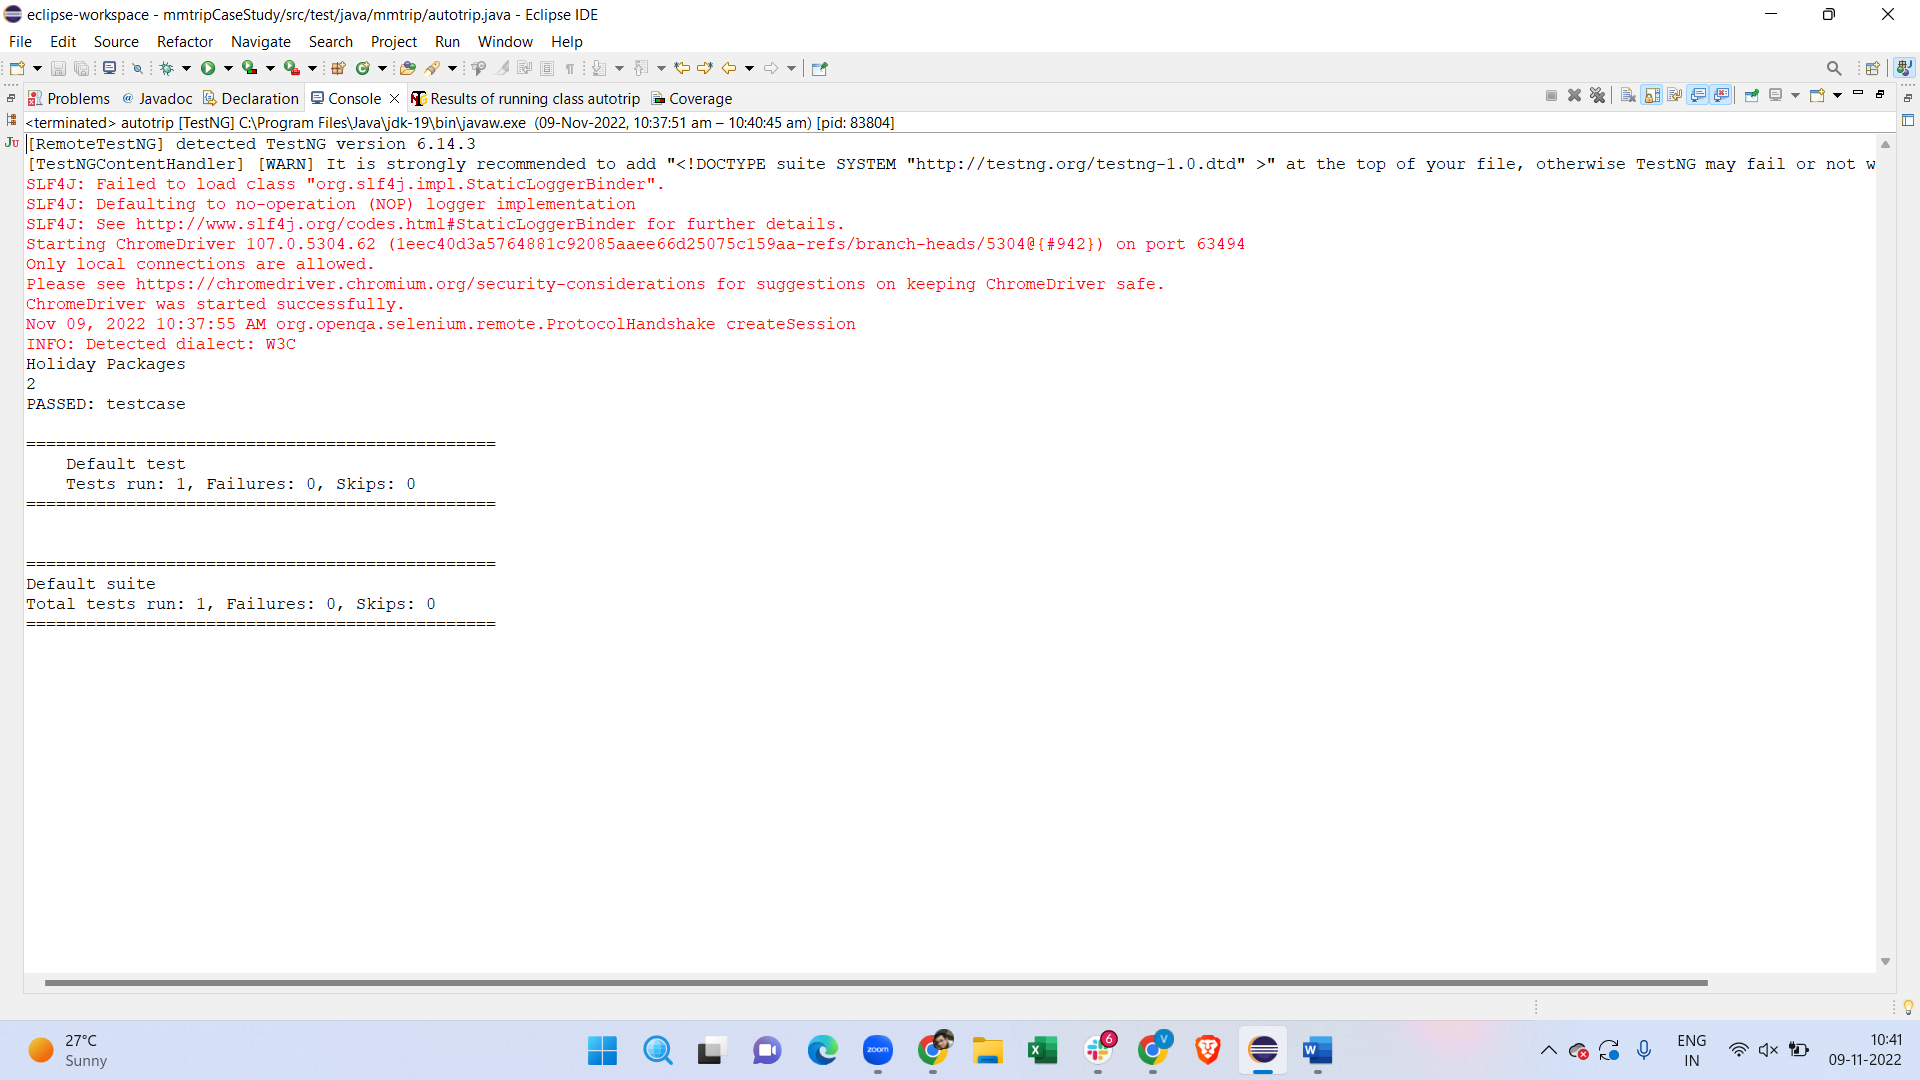 eclipse-workspace - mmtripCaseStudy/src/test/java/mmtrip/autotrip.java - Eclipse IDE
File Edit Source Refactor Navigate Search Project Run Window Help
Problems @ Javadoc Declaration Console Results of running class autotrip Coverage
<terminated> autotrip [TestNG] C:\Program Files\Java\jdk-19\bin\javaw.exe (09-Nov-2022, 10:37:51 am – 10:40:45 am) [pid: 83804]
[RemoteTestNG] detected TestNG version 6.14.3
[TestNGContentHandler] [WARN] It is strongly recommended to add "<!DOCTYPE suite SYSTEM "http://testng.org/testng-1.0.dtd" >" at the top of your file, otherwise TestNG may fail or not w
SLF4J: Failed to load class "org.slf4j.impl.StaticLoggerBinder".
SLF4J: Defaulting to no-operation (NOP) logger implementation
SLF4J: See http://www.slf4j.org/codes.html#StaticLoggerBinder for further details.
Starting ChromeDriver 107.0.5304.62 (1eec40d3a5764881c92085aaee66d25075c159aa-refs/branch-heads/5304@{#942}) on port 63494
Only local connections are allowed.
Please see https://chromedriver.chromium.org/security-considerations for suggestions on keeping ChromeDriver safe.
ChromeDriver was started successfully.
Nov 09, 2022 10:37:55 AM org.openqa.selenium.remote.ProtocolHandshake createSession
INFO: Detected dialect: W3C
Holiday Packages
2
PASSED: testcase
===============================================
Default test
Tests run: 1, Failures: 0, Skips: 0
===============================================
===============================================
Default suite
Total tests run: 1, Failures: 0, Skips: 0
===============================================
27°C
Sunny
zoom
6
V
ENG
IN
10:41
09-11-2022